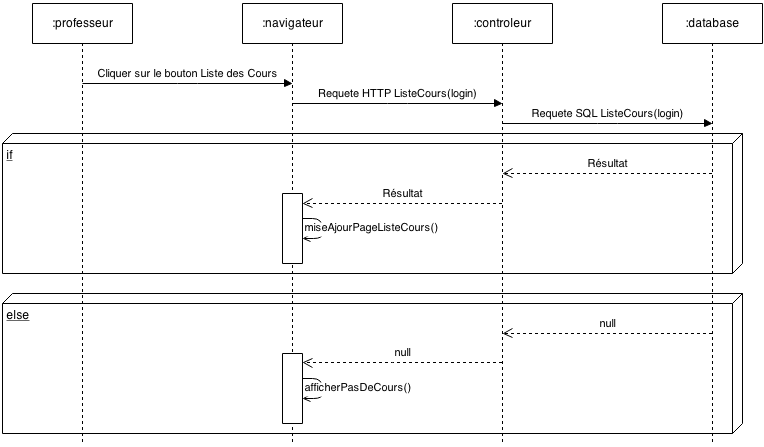 :professeur
:navigateur
:controleur
:database
Cliquer sur le bouton Liste des Cours
Requete HTTP ListeCours(login)
Requete SQL ListeCours(login)
if
Résultat
Résultat
miseAjourPageListeCours()
else
null
null
afficherPasDeCours()